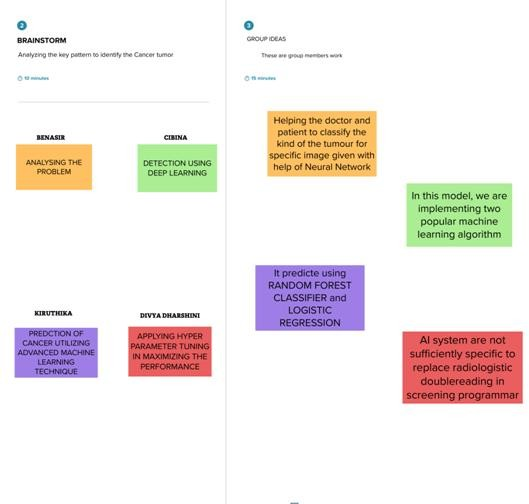 2
BRAINSTORM
Analyzing the key pattern to identify the Cancer tumor
10 minutes
BENASIR
CIBINA
ANALYSING THE
PROBLEM
DETECTION USING
DEEP LEARNING
KIRUTHIKA
DIVYA DHARSHINI
PREDCTION OF
CANCER UTILIZING
ADVANCED MACHINE
LEARNING
TECHNIQUE
APPLYING HYPER
PARAMETER TUNING
IN MAXIMIZING THE
PERFORMANCE
3
GROUP IDEAS
These are group members work
15 minutes
Helping the doctor and
patient to classify the
kind of the tumour for
specific image given with
help of Neural Network
In this model, we are
implementing two
popular machine
learning algorithm
It predicte using
RANDOM FOREST
CLASSIFIER and
LOGISTIC
REGRESSION
AI system are not
sufficiently specific to
replace radiologistic
doublereading in
screening programmar